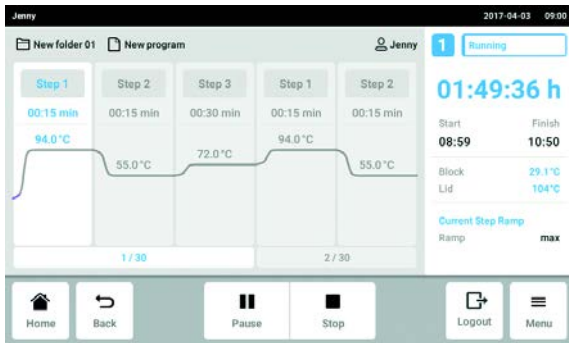 Jenny 2017-04-03 09:00
New folder 01 New program Jenny 1 Running
Step 1 Step 2 Step 3 Step 1 Step 2
01:49:36 h
00:15 min 00:15 min 00:30 min 00:15 min 00:15 min
Start Finish
08:59 10:50
94.0°C 55.0°C 72.0°C 94.0°C 55.0°C
Block 29.1°C
Lid 104°C
Current Step Ramp
Ramp max
1 / 30 2 / 30
Home Back Pause Stop Logout Menu